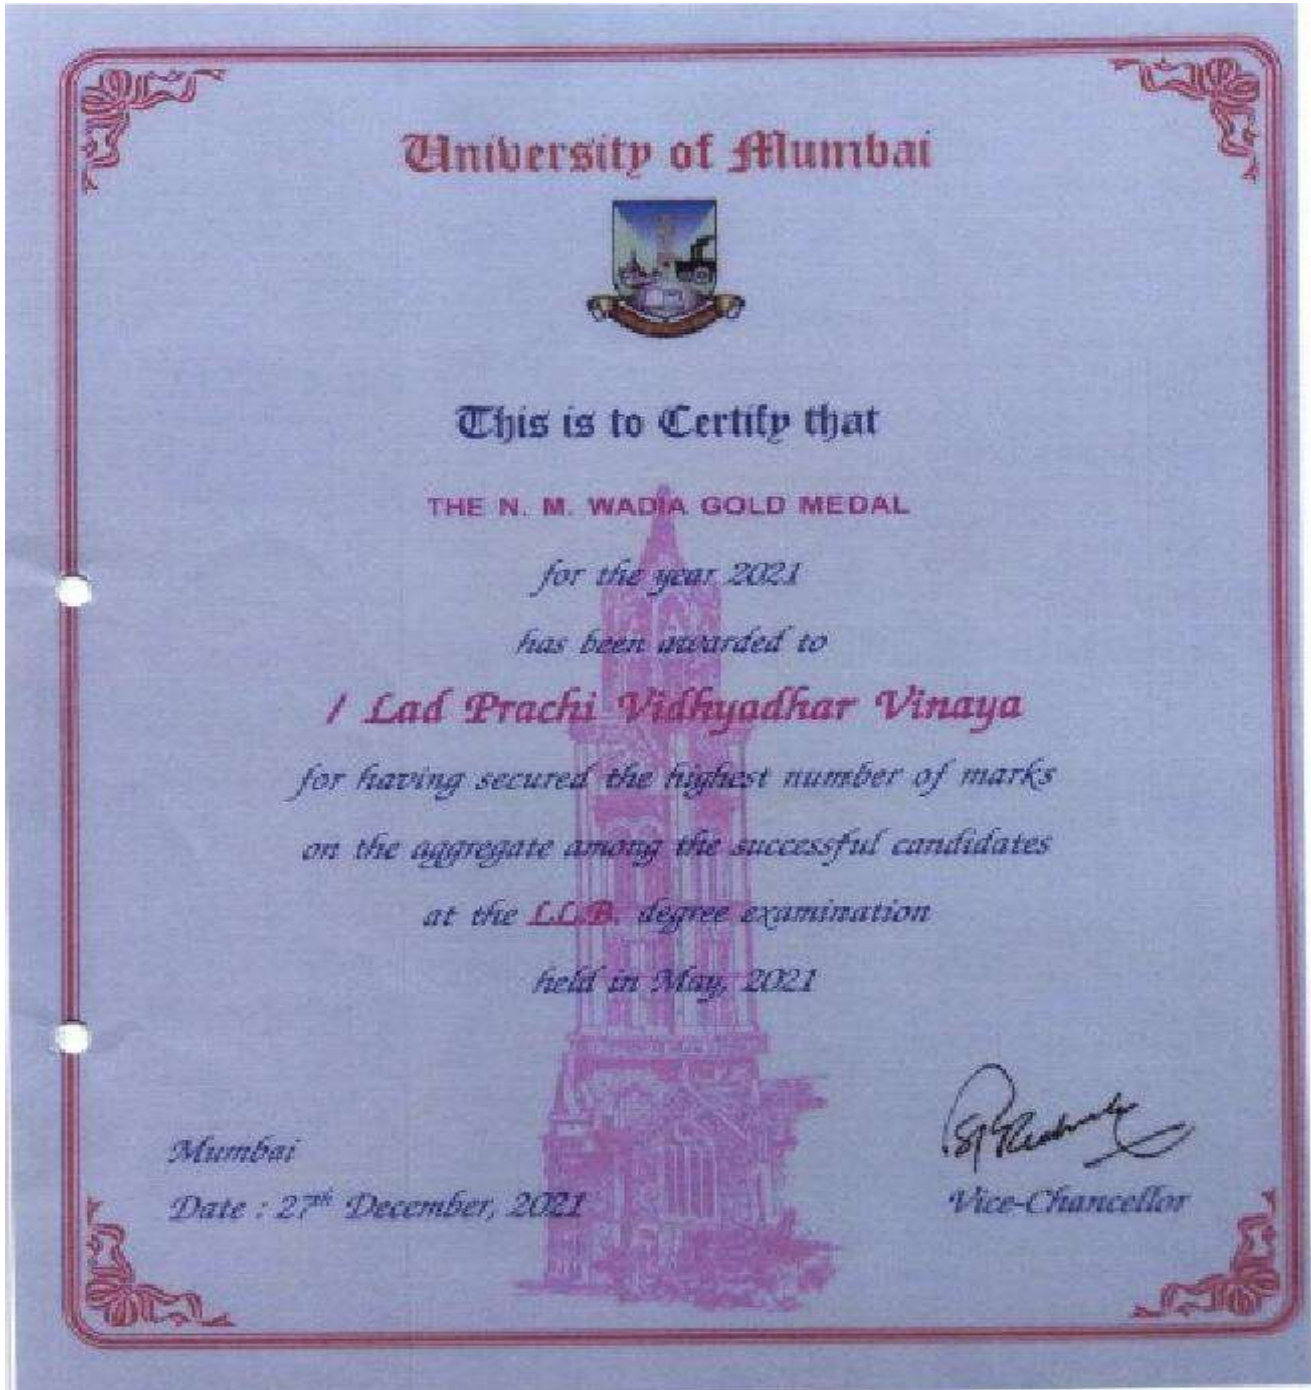 University of Mumbai
This is to Certify that
THE N. M. WADIA GOLD MEDAL
for the year 2021
has been awarded to
/ Lad Prachi Vidhyadhar Vinaya
for having secured the highest number of marks
on the aggregate among the successful candidates
at the LL.B. degree examination
held in May, 2021
Mumbai
Date : 27th December, 2021
Vice-Chancellor